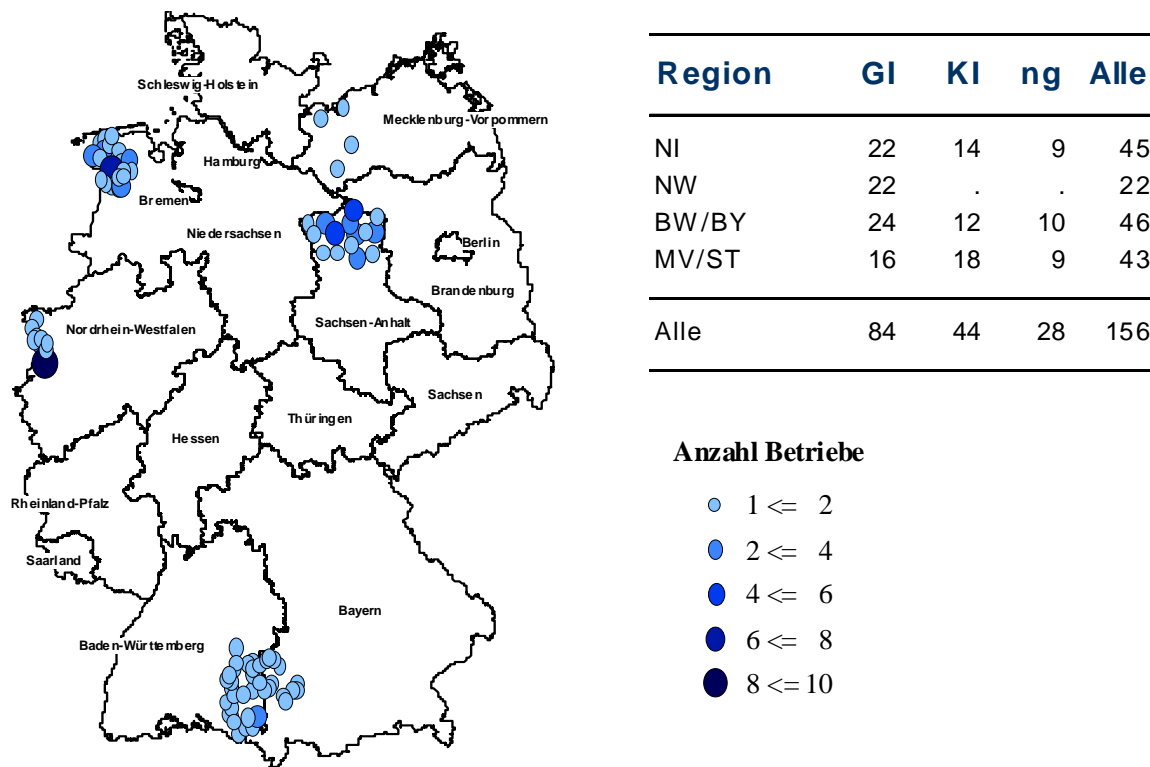 Schleswig-Holstein
Mecklenburg-Vorpommern
Hamburg
Bremen
Niedersachsen
Berlin
Brandenburg
Nordrhein-Westfalen
Sachsen-Anhalt
Sachsen
Thüringen
Hessen
Rheinland-Pfalz
Saarland
Bayern
Baden-Württemberg
Region GI KI ng Alle
NI 22 14 9 45
NW 22 . . 22
BW/BY 24 12 10 46
MV/ST 16 18 9 43
Alle 84 44 28 156
Anzahl Betriebe
1 <= 2
2 <= 4
4 <= 6
6 <= 8
8 <= 10